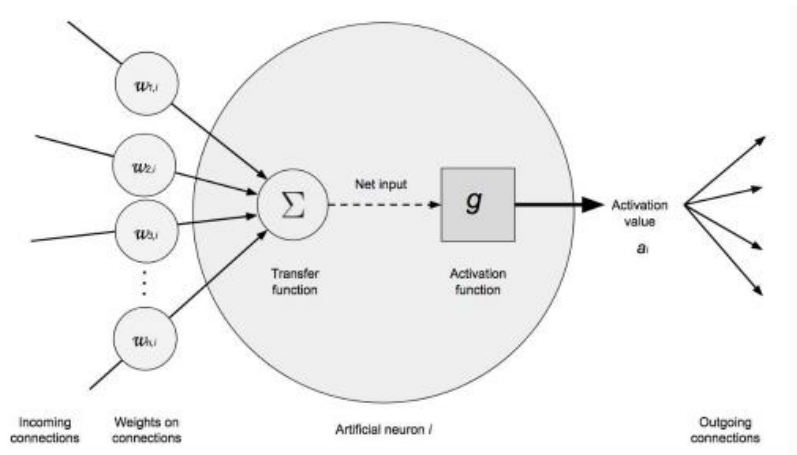 w1,i
w2,i
w3,i
wn,i
Σ
Net input
g
Activation
value
ai
Transfer
function
Activation
function
Incoming
connections
Weights on
connections
Artificial neuron i
Outgoing
connections